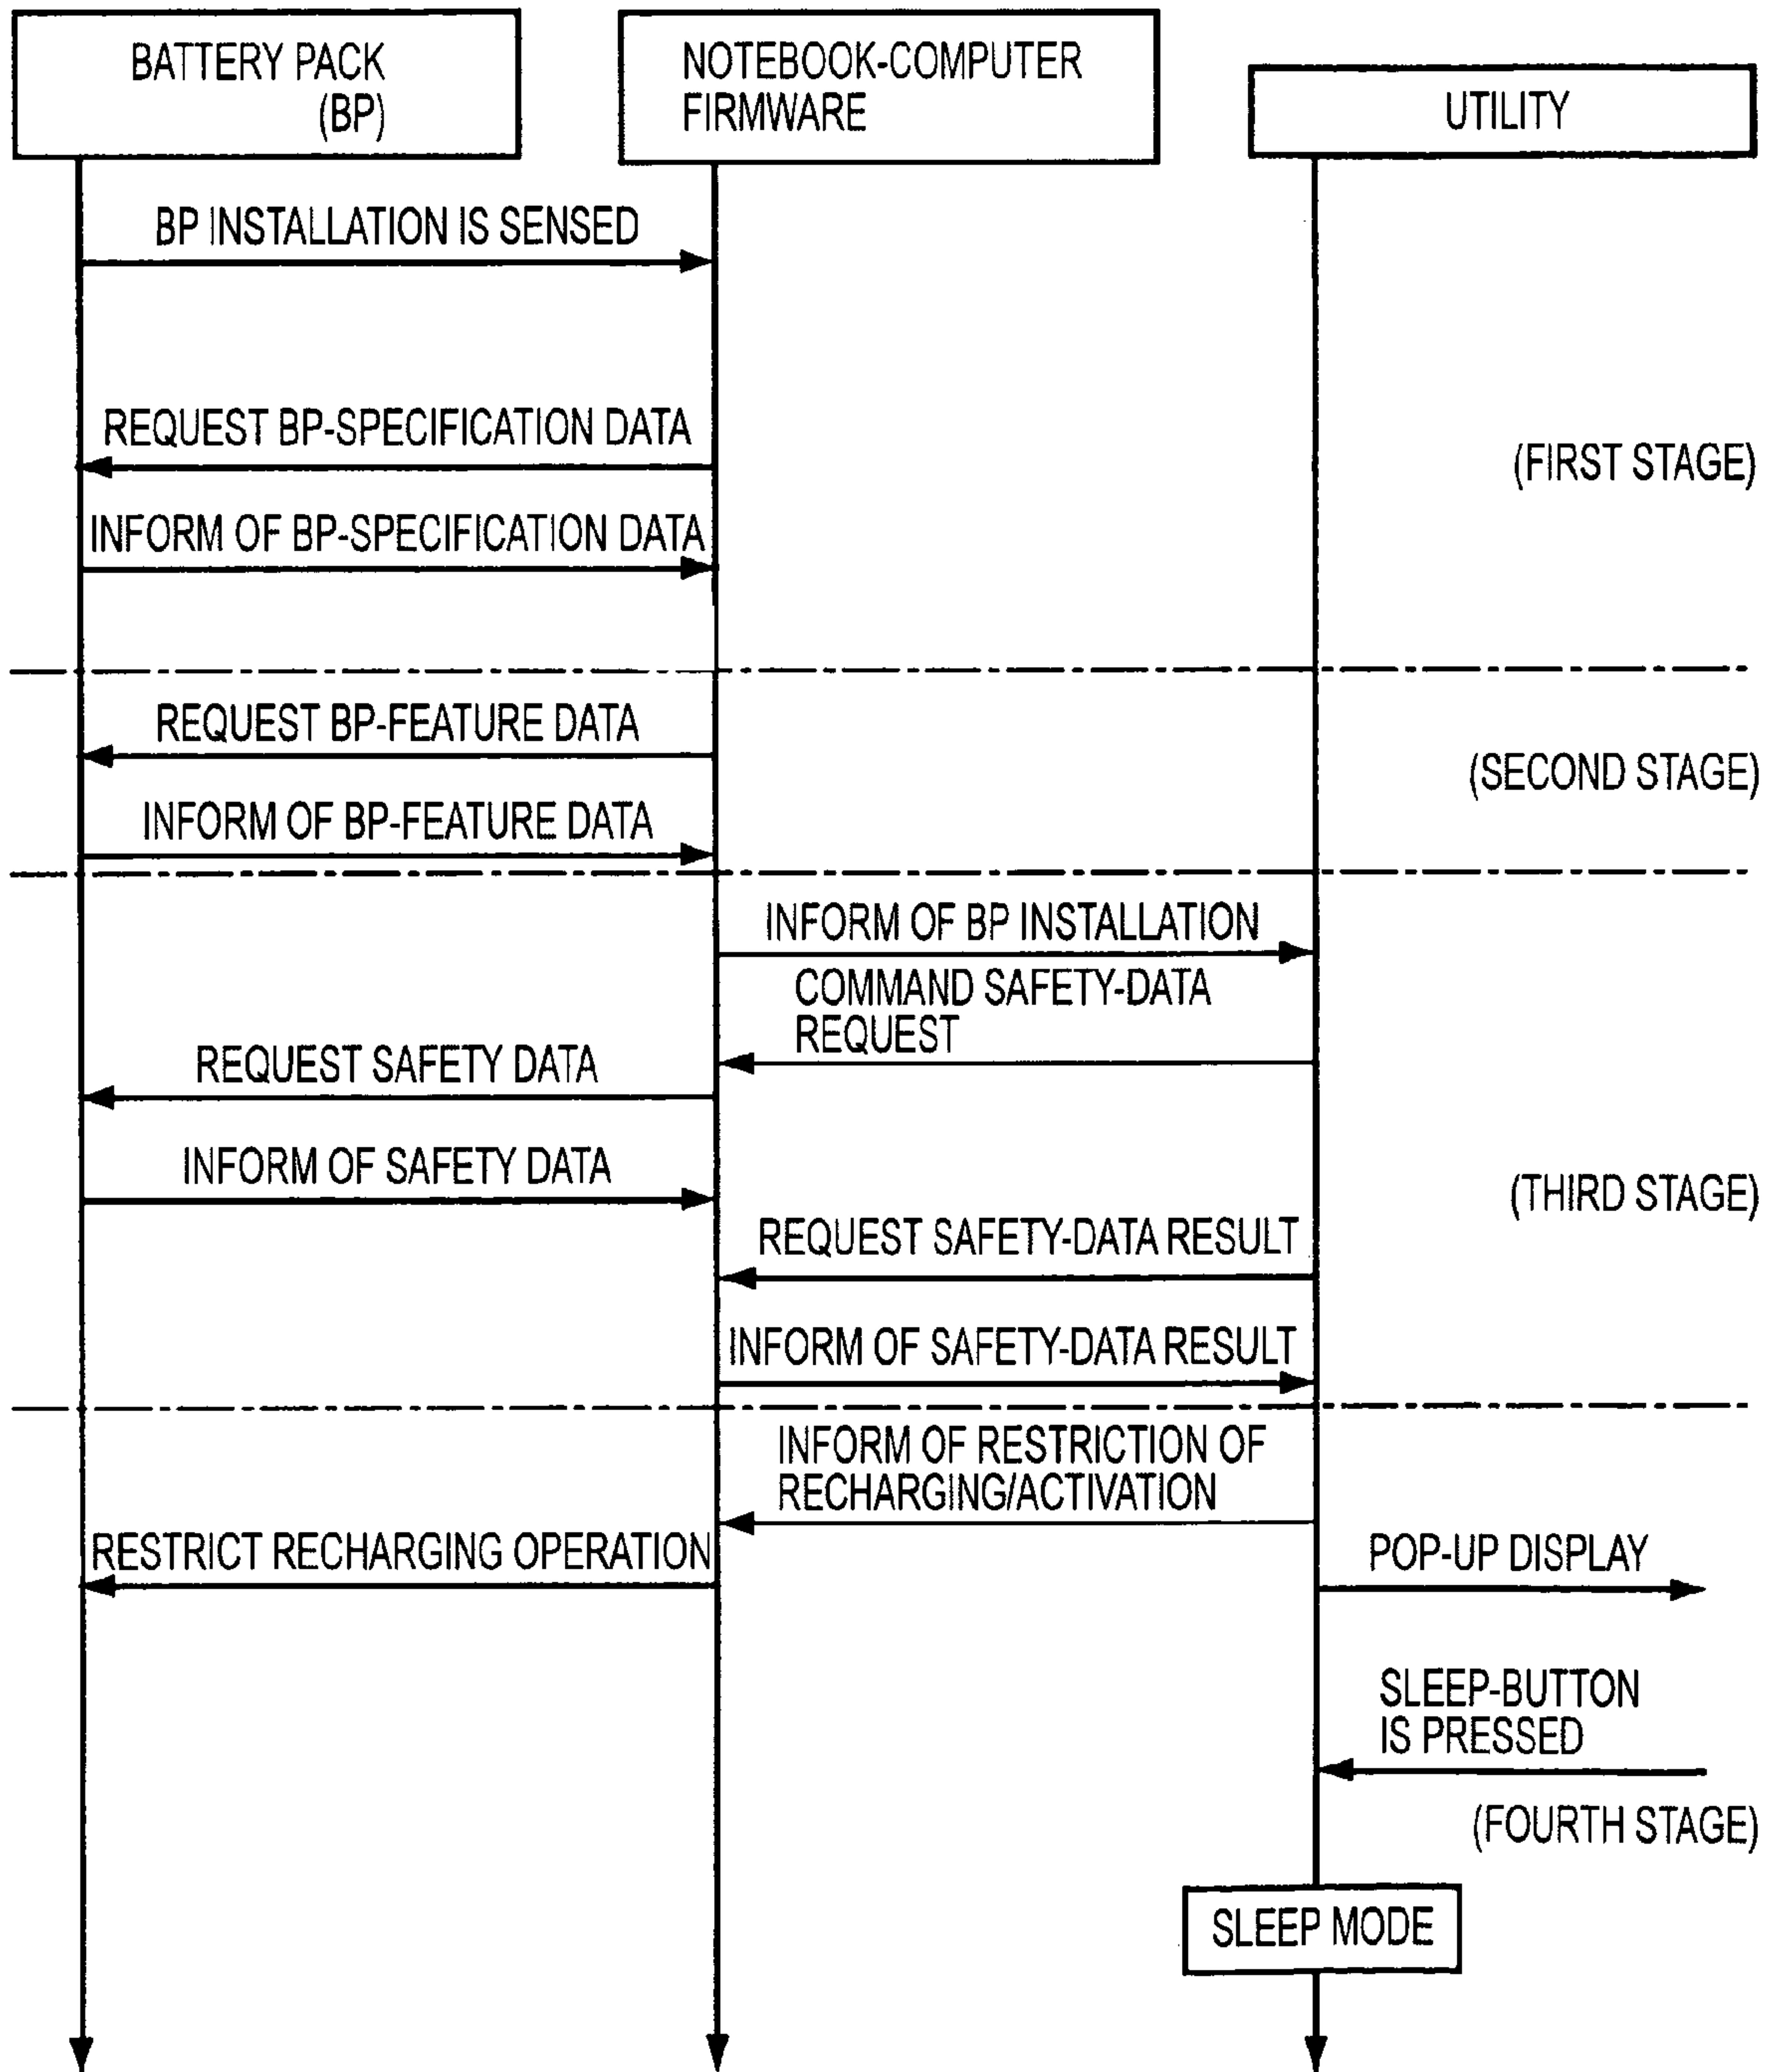 BATTERY PACK
(BP)
NOTEBOOK-COMPUTER
FIRMWARE
UTILITY
BP INSTALLATION IS SENSED
REQUEST BP-SPECIFICATION DATA
(FIRST STAGE)
INFORM OF BP-SPECIFICATION DATA
REQUEST BP-FEATURE DATA
(SECOND STAGE)
INFORM OF BP-FEATURE DATA
INFORM OF BP INSTALLATION
COMMAND SAFETY-DATA
REQUEST
REQUEST SAFETY DATA
INFORM OF SAFETY DATA
(THIRD STAGE)
REQUEST SAFETY-DATA RESULT
INFORM OF SAFETY-DATA RESULT
INFORM OF RESTRICTION OF
RECHARGING/ACTIVATION
RESTRICT RECHARGING OPERATION
POP-UP DISPLAY
SLEEP-BUTTON
IS PRESSED
(FOURTH STAGE)
SLEEP MODE